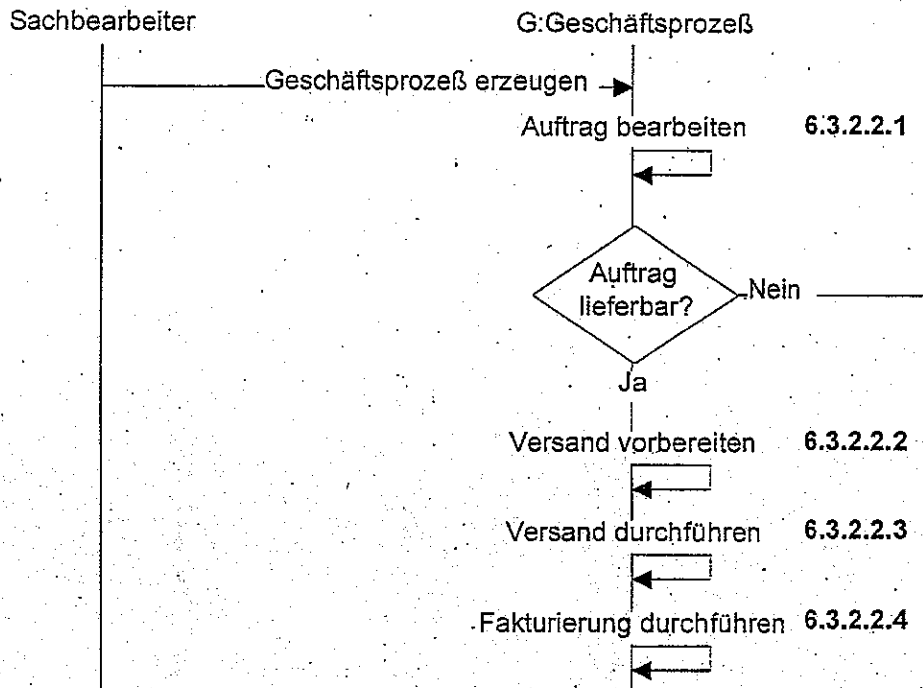 Sachbearbeiter G:Geschäftsprozeß
Geschäftsprozeß erzeugen
Auftrag bearbeiten 6.3.2.2.1
Auftrag
lieferbar?
Nein
Ja
Versand vorbereiten 6.3.2.2.2
Versand durchführen 6.3.2.2.3
Fakturierung durchführen 6.3.2.2.4